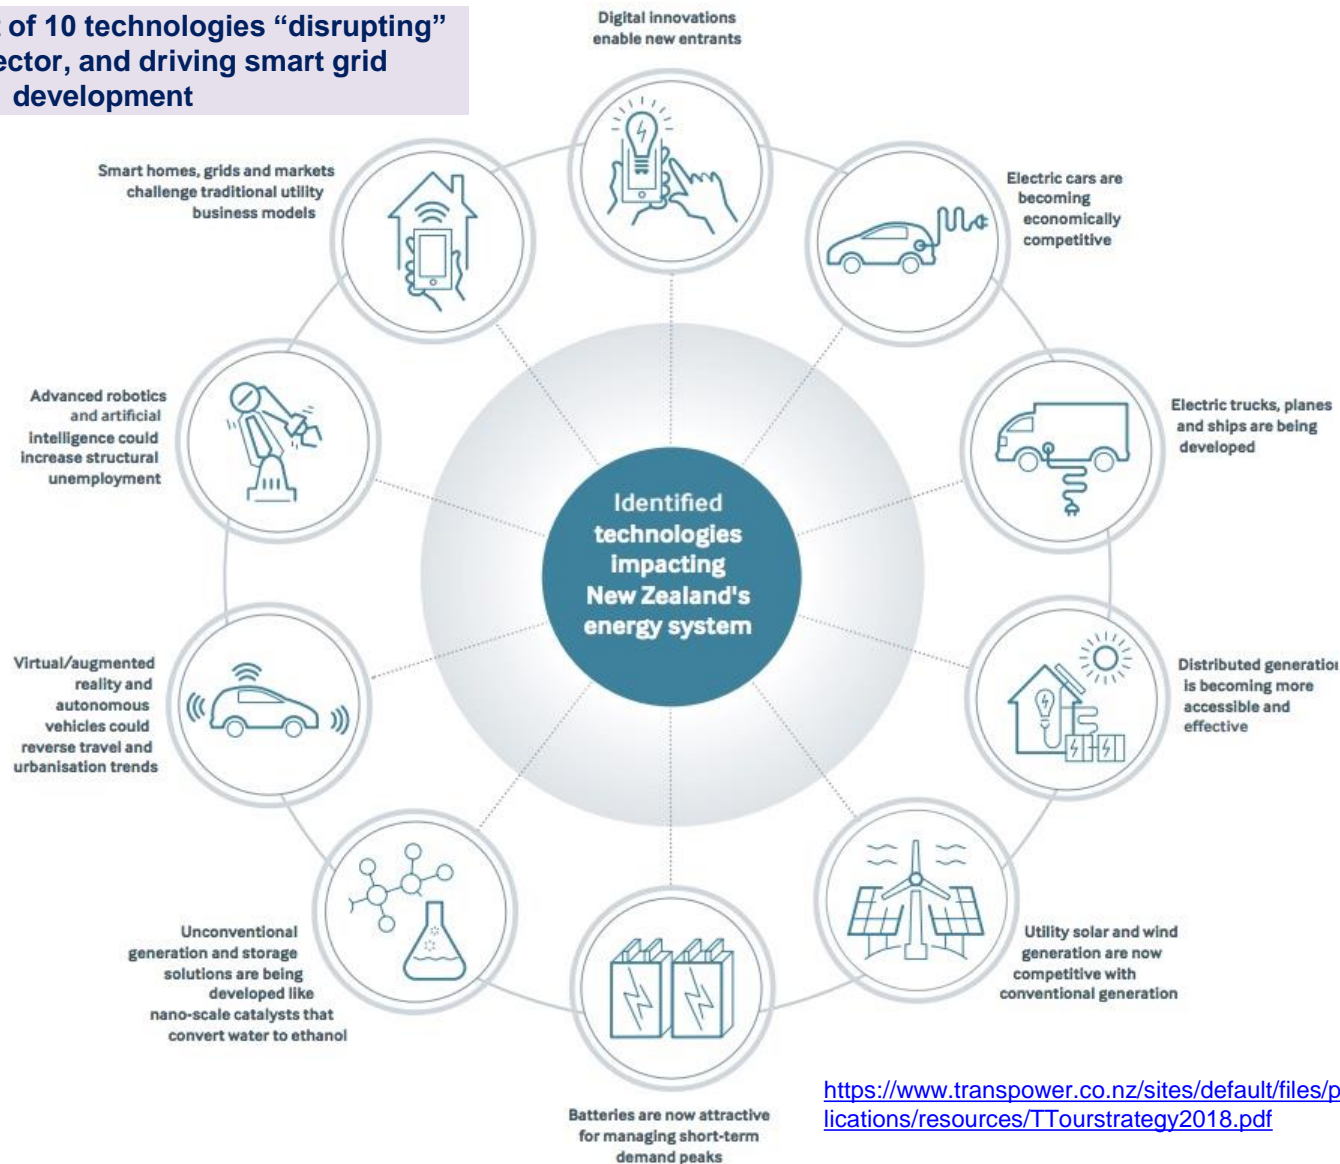 of 10 technologies “disrupting”
ector, and driving smart grid
development
Digital innovations
enable new entrants
Smart homes, grids and markets
challenge traditional utility
business models
Electric cars are
becoming
economically
competitive
Advanced robotics
and artificial
intelligence could
increase structural
unemployment
Electric trucks, planes
and ships are being
developed
Identified
technologies
impacting
New Zealand's
energy system
Virtual/augmented
reality and
autonomous
vehicles could
reverse travel and
urbanisation trends
Distributed generation
is becoming more
accessible and
effective
Unconventional
generation and storage
solutions are being
developed like
nano-scale catalysts that
convert water to ethanol
Utility solar and wind
generation are now
competitive with
conventional generation
Batteries are now attractive
for managing short-term
demand peaks
https://www.transpower.co.nz/sites/default/files/p
lications/resources/TTourstrategy2018.pdf